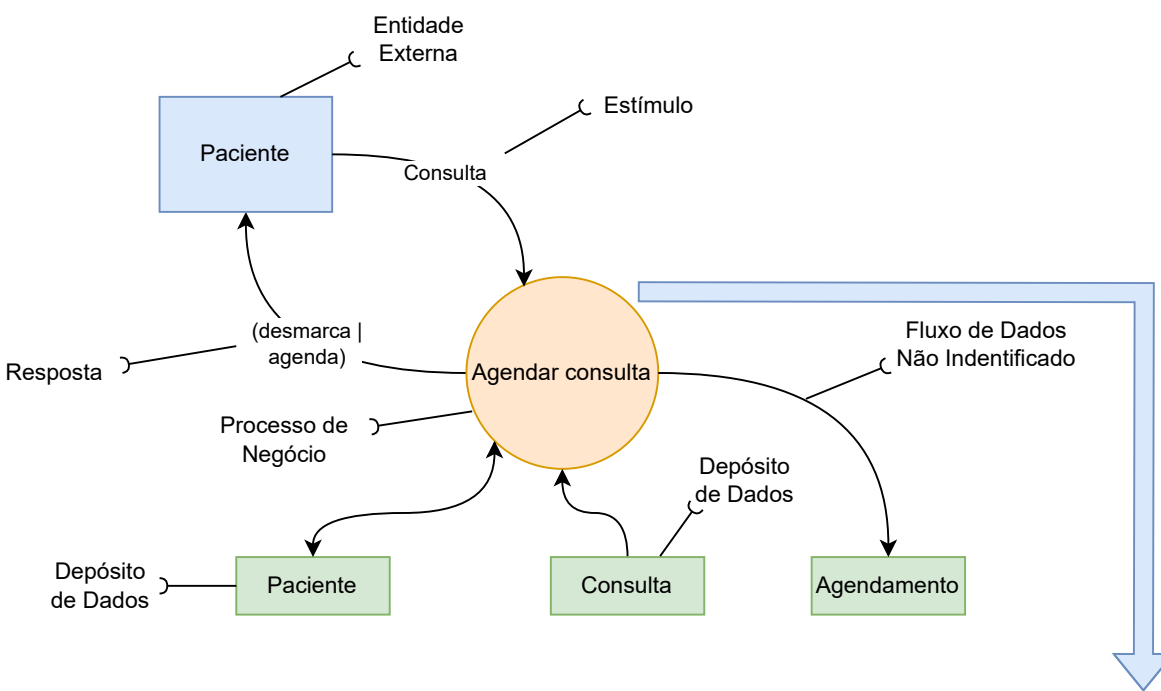 Entidade
Externa
Estímulo
Paciente
Consulta
(desmarca |
agenda)
Resposta
Agendar consulta
Fluxo de Dados
Não Indentificado
Processo de
Negócio
Depósito
de Dados
Depósito
de Dados
Paciente
Consulta
Agendamento